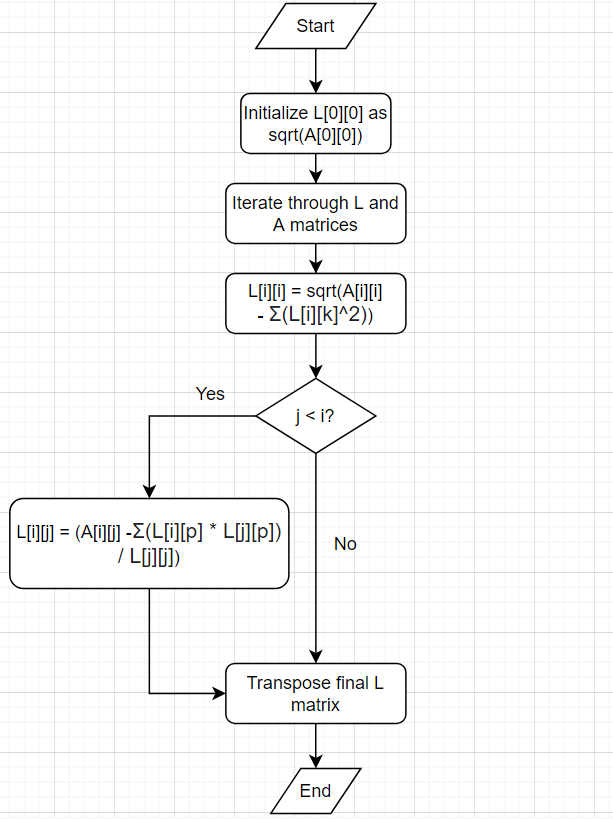 Start
Initialize L[0][0] as
sqrt(A[0][0])
Iterate through L and
A matrices
L[i][i] = sqrt(A[i][i]
- Σ(L[i][k]^2))
j < i?
Yes
L[i][j] = (A[i][j] -Σ(L[i][p] * L[j][p])
/ L[j][j])
No
Transpose final L
matrix
End